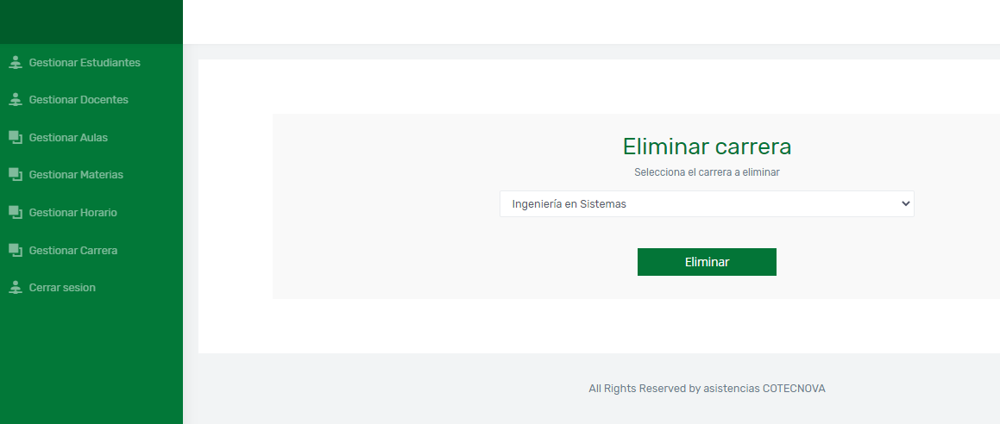 Gestionar Estudiantes
Gestionar Docentes
Gestionar Aulas
Gestionar Materias
Gestionar Horario
Gestionar Carrera
Cerrar sesion
Eliminar carrera
Selecciona el carrera a eliminar
Ingeniería en Sistemas
Eliminar
All Rights Reserved by asistencias COTECNOVA